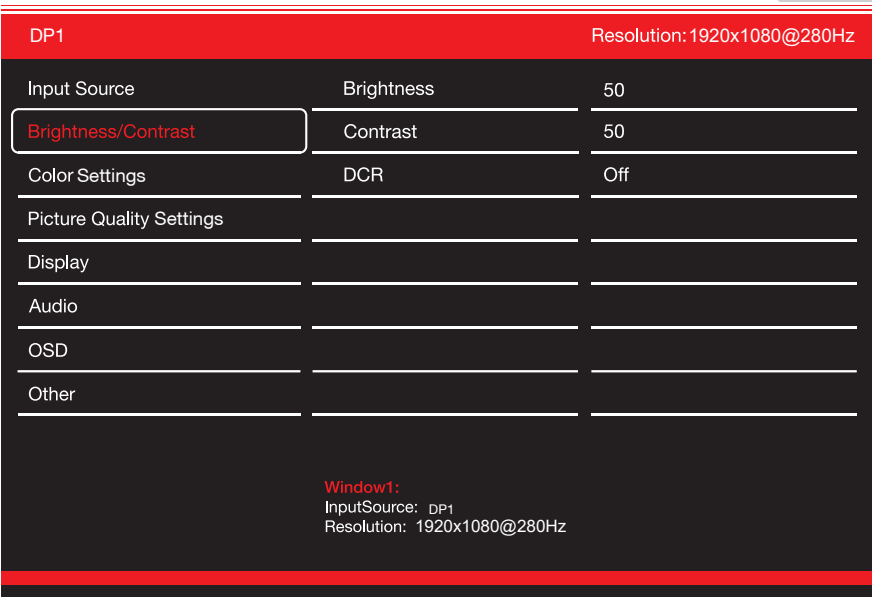 DP1 Resolution:1920x1080@280Hz
Input Source Brightness 50
Brightness/Contrast Contrast 50
Color Settings DCR Off
Picture Quality Settings
Display
Audio
OSD
Other
Window1:
InputSource: DP1
Resolution: 1920x1080@280Hz